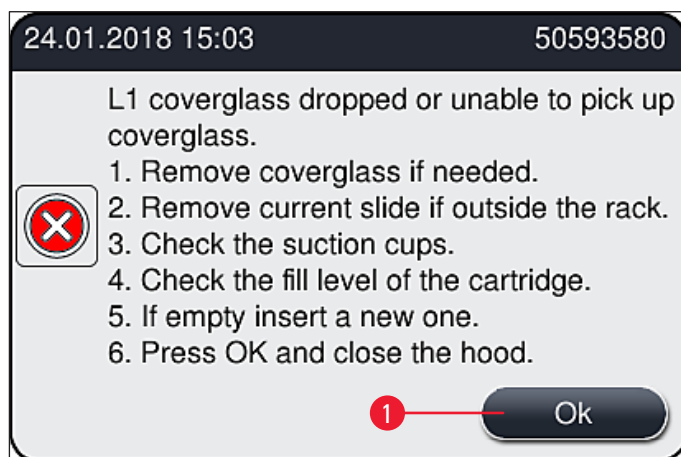 24.01.2018 15:03 50593580
L1 coverglass dropped or unable to pick up
coverglass.
1. Remove coverglass if needed.
2. Remove current slide if outside the rack.
3. Check the suction cups.
4. Check the fill level of the cartridge.
5. If empty insert a new one.
6. Press OK and close the hood.
1 Ok